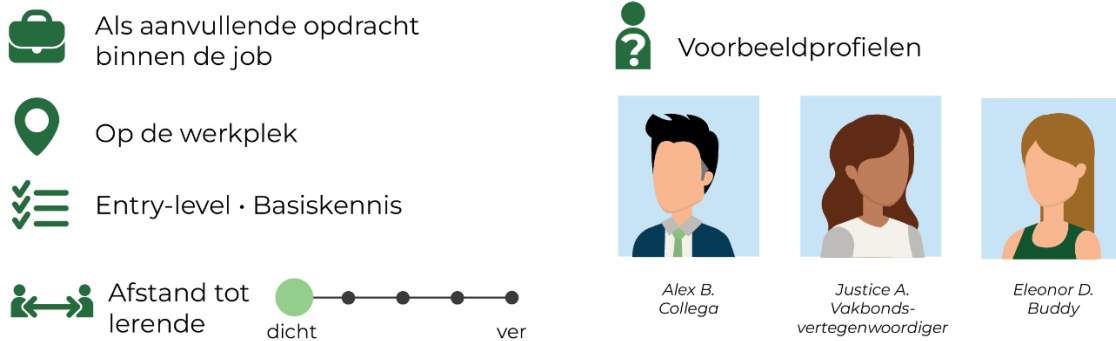 Als aanvullende opdracht
binnen de job
Op de werkplek
Entry-level • Basiskennis
Afstand tot
lerende
dicht
ver
?
Voorbeeldprofielen
Alex B.
Collega
Justice A.
Vakbonds-
vertegenwoordiger
Eleonor D.
Buddy